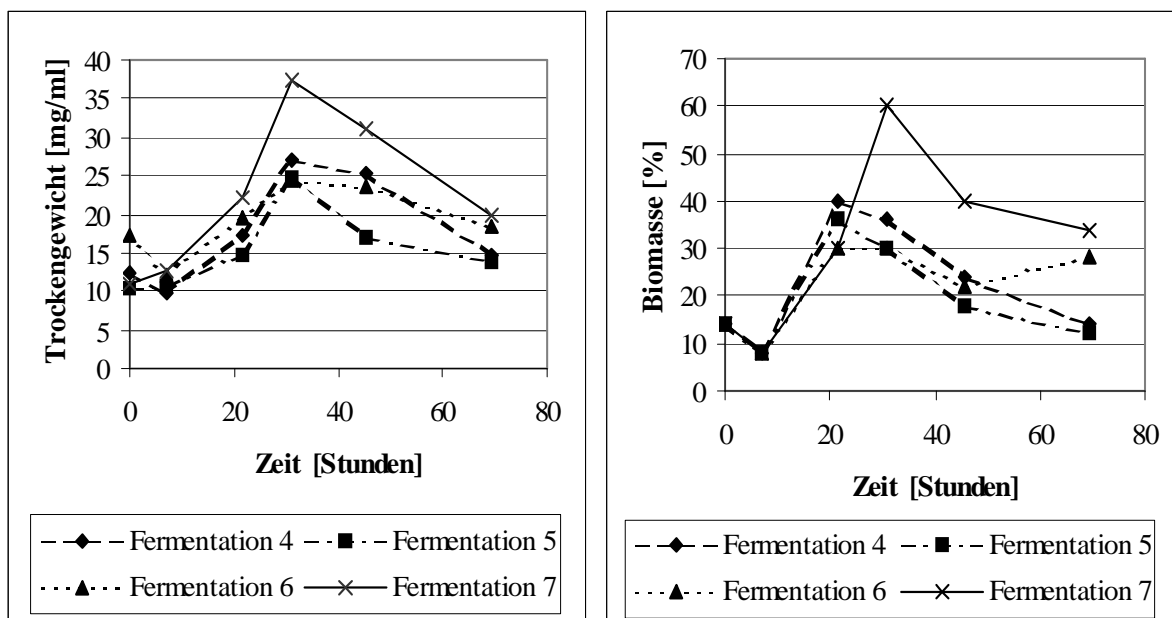 Trockengewicht [mg/ml]
40
35
30
25
20
15
10
5
0
0 20 40 60 80
Zeit [Stunden]
Fermentation 4 Fermentation 5
Fermentation 6 Fermentation 7
Biomasse [%]
70
60
50
40
30
20
10
0
0 20 40 60 80
Zeit [Stunden]
Fermentation 4 Fermentation 5
Fermentation 6 Fermentation 7